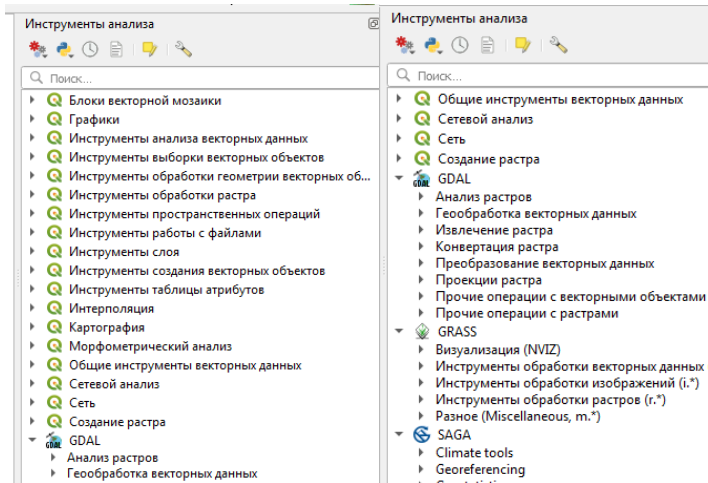 Инструменты анализа
Поиск...
Блоки векторной мозаики
Графики
Инструменты анализа векторных данных
Инструменты выборки векторных объектов
Инструменты обработки геометрии векторных об...
Инструменты обработки растра
Инструменты пространственных операций
Инструменты работы с файлами
Инструменты слоя
Инструменты создания векторных объектов
Инструменты таблицы атрибутов
Интерполяция
Картография
Морфометрический анализ
Общие инструменты векторных данных
Сетевой анализ
Сеть
Создание растра
GDAL
Анализ растров
Геообработка векторных данных
Инструменты анализа
Поиск...
Общие инструменты векторных данных
Сетевой анализ
Сеть
Создание растра
GDAL
Анализ растров
Геообработка векторных данных
Извлечение растра
Конвертация растра
Преобразование векторных данных
Проекции растра
Прочие операции с векторными объектами
Прочие операции с растрами
GRASS
Визуализация (NVIZ)
Инструменты обработки векторных данных
Инструменты обработки изображений (i.*)
Инструменты обработки растров (r.*)
Разное (Miscellaneous, m.*)
SAGA
Climate tools
Georeferencing